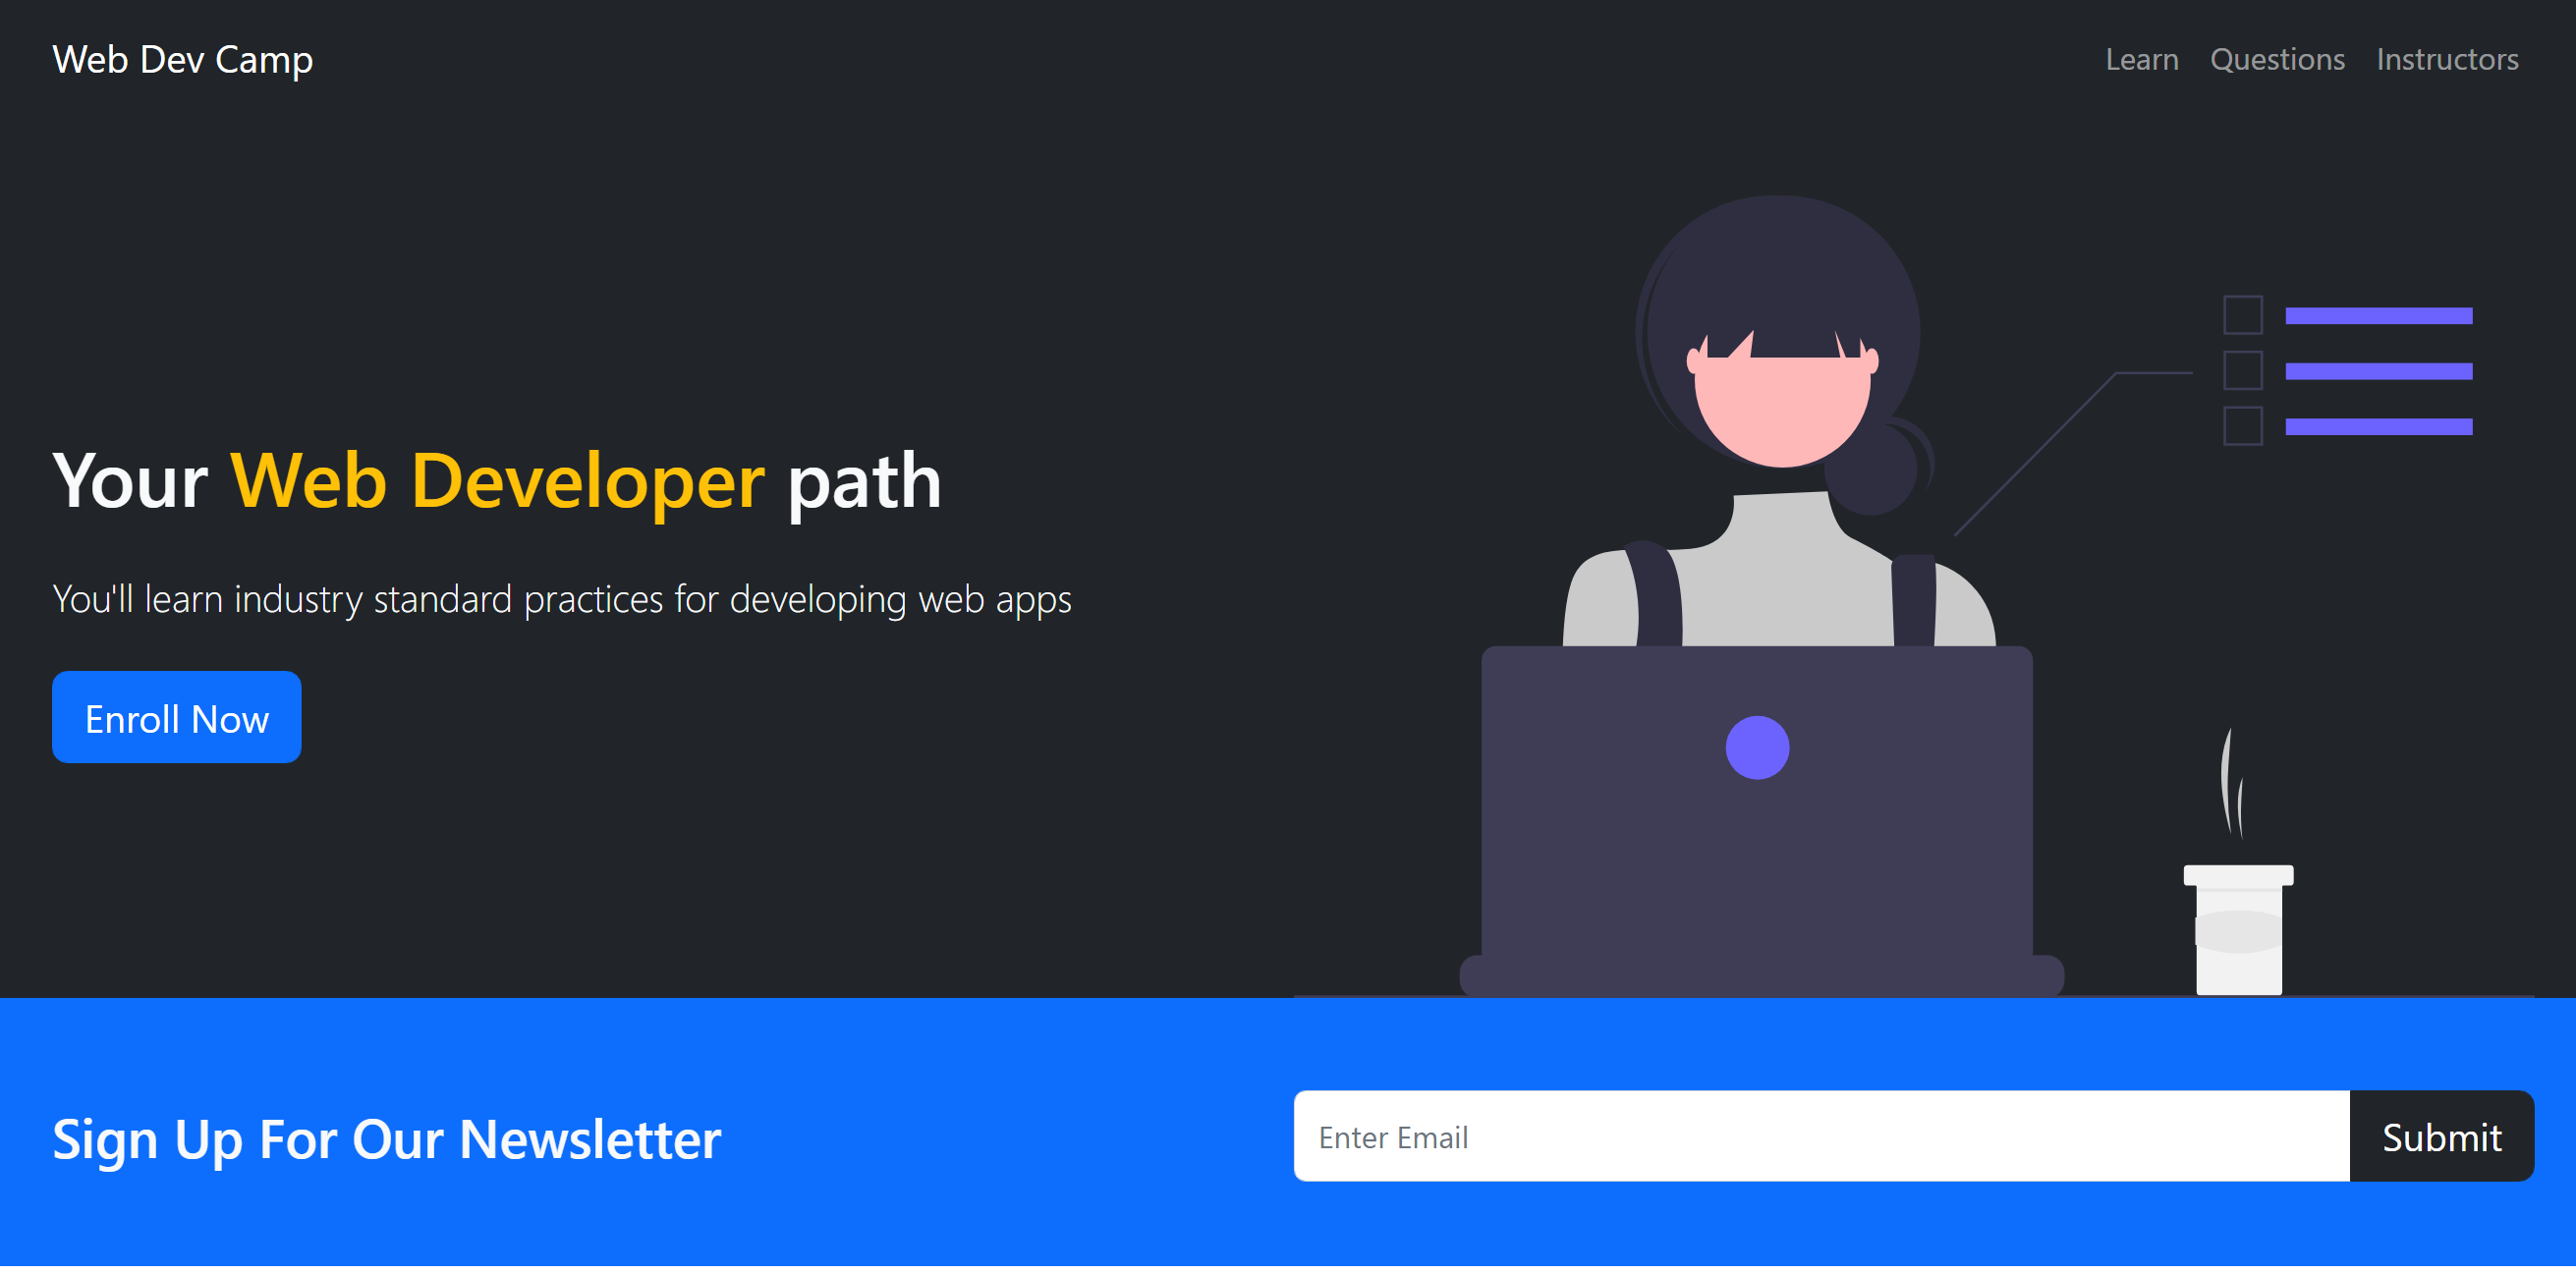 Web Dev Camp
Learn Questions Instructors
Your Web Developer path
You'll learn industry standard practices for developing web apps
Enroll Now
Sign Up For Our Newsletter
Enter Email
Submit